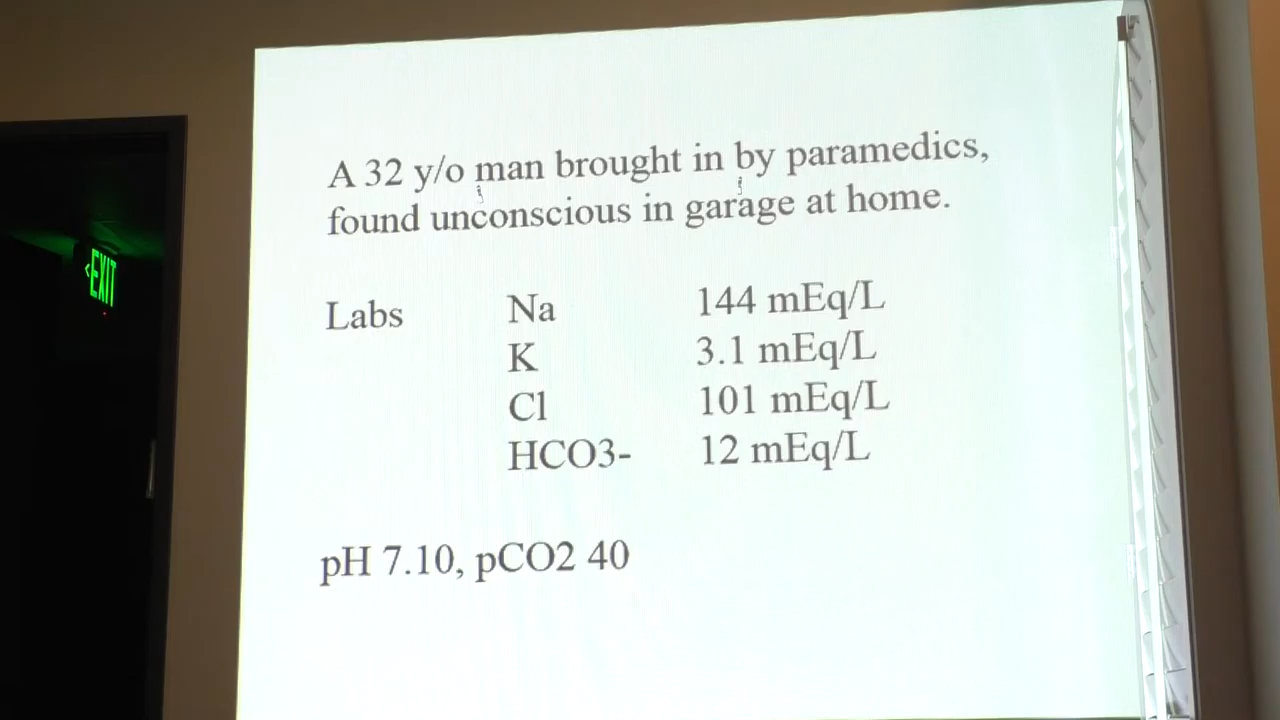 A 32 y/o man brought in by paramedics,
found unconscious in garage at home.
Labs Na 144 mEq/L
K 3.1 mEq/L
Cl 101 mEq/L
HCO3- 12 mEq/L
pH 7.10, pCO2 40
<EXIT